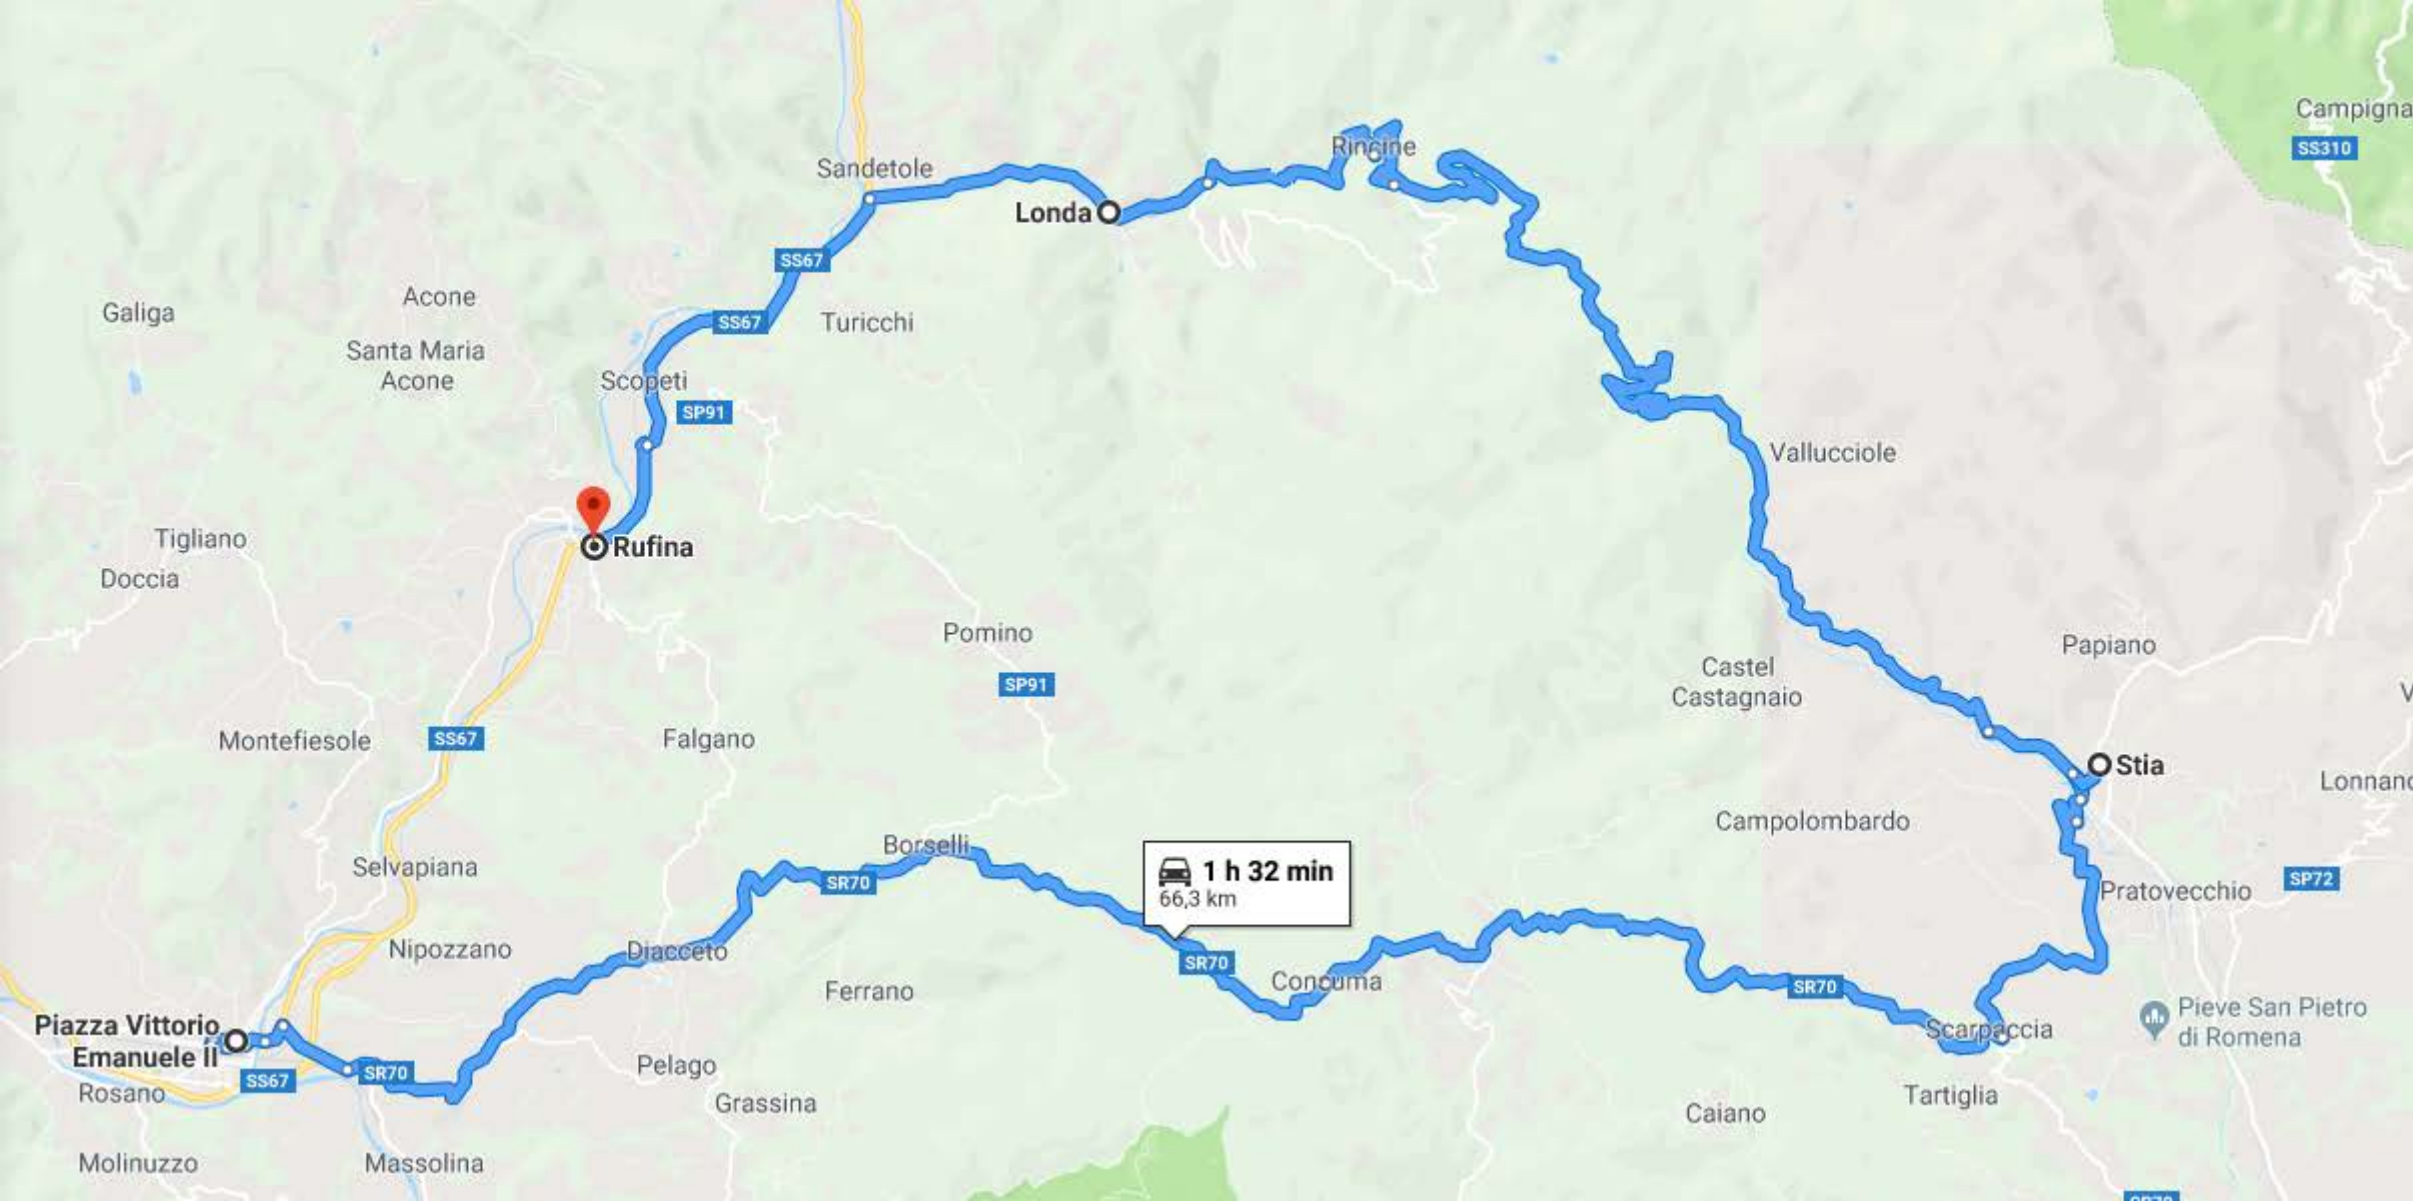 Campigna
SS310
Rincine
Sandetole
Londa
SS67
Acone
Galiga
SS67
Turicchi
Santa Maria
Acone
Scopeti
SP91
Vallucciole
Tigliano
Rufina
Doccia
Pomino
Papiano
Castel
Castagnaio
SP91
V
Montefiesole
SS67
Falgano
Stia
Lonnano
Campolombardo
Borselli
Selvapiana
1 h 32 min
66,3 km
SR70
SP72
Pratovecchio
Nipozzano
Diacceto
SR70
Ferrano
Concuma
SR70
Pieve San Pietro
di Romena
Piazza Vittorio
Emanuele II
Scarpaccia
Pelago
SR70
SS67
Rosano
Grassina
Tartiglia
Caiano
Molinuzzo
Massolina